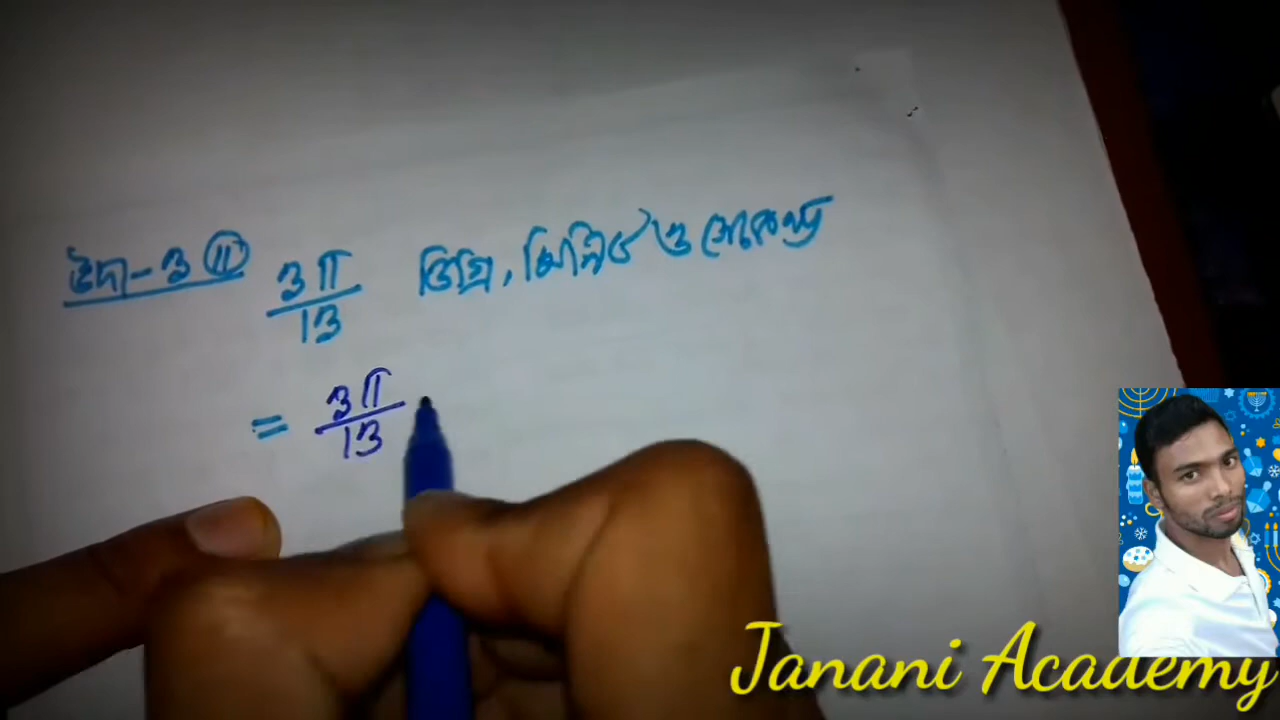 উদা-3 (ii) 3π/13 ডিগ্রি, মিনিট ও সেকেন্ড
= 3π/13
Janani Academy